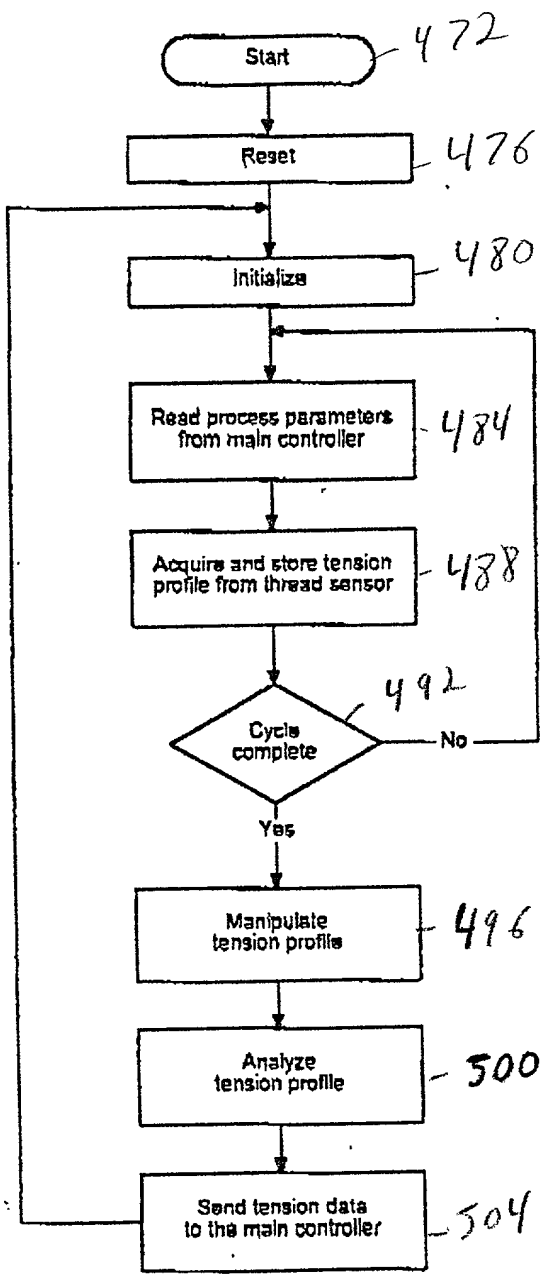 Start
472
Reset
476
Initialize
480
Read process parameters
from main controller
484
Acquire and store tension
profile from thread sensor
488
Cycle
complete
492
No
Yes
Manipulate
tension profile
496
Analyze
tension profile
500
Send tension data
to the main controller
504